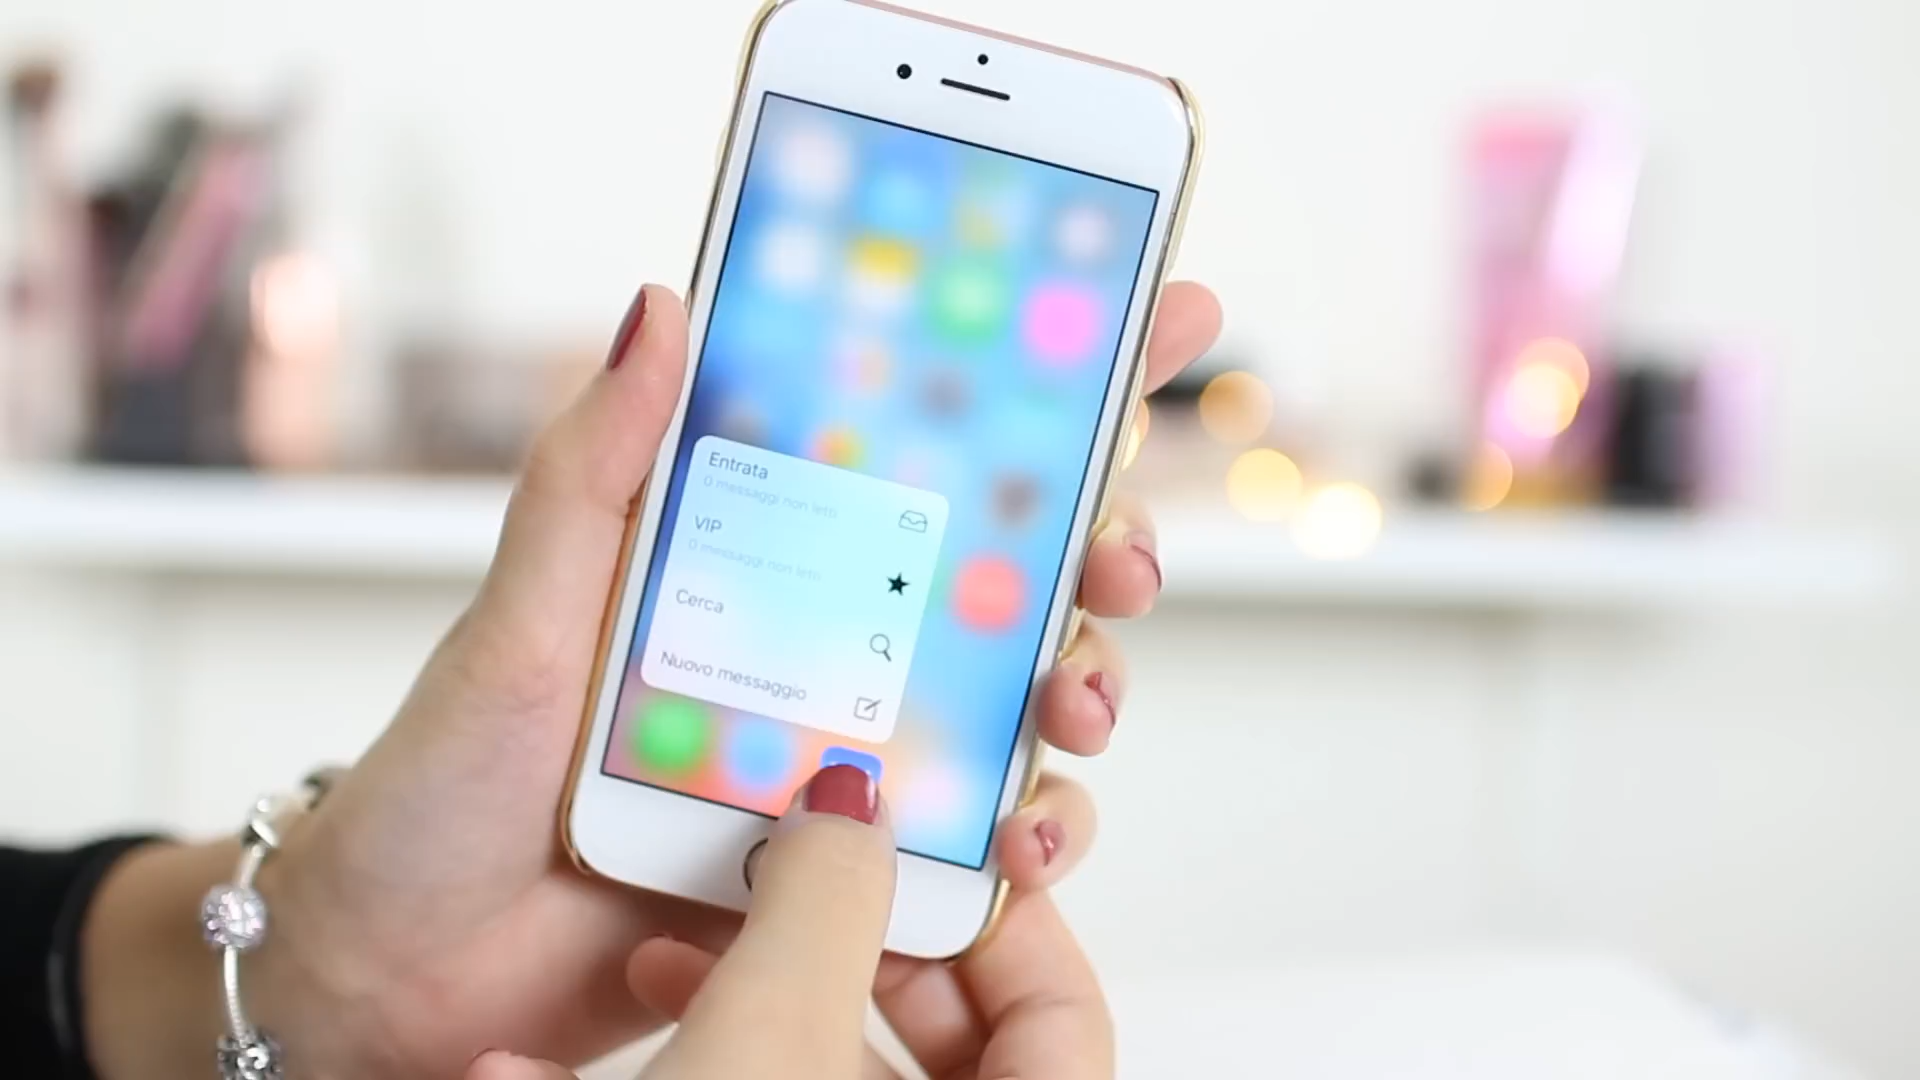 Entrata
0 messaggi non letti
VIP
0 messaggi non letti
Cerca
Nuovo messaggio